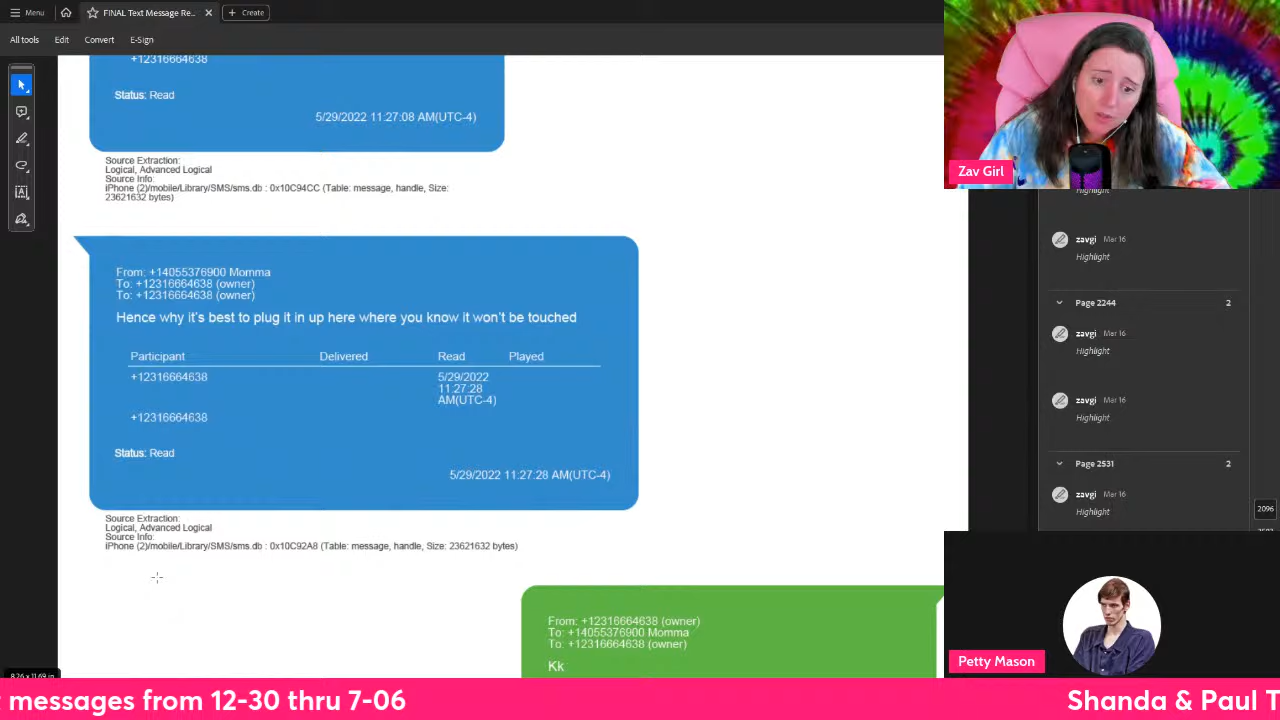 Menu
FINAL Text Message Re...
Create
All tools
Edit
Convert
E-Sign
+12316664638
Status: Read
5/29/2022 11:27:08 AM(UTC-4)
Source Extraction:
Logical, Advanced Logical
Source Info:
iPhone (2)/mobile/Library/SMS/sms.db : 0x10C94CC (Table: message, handle, Size:
23621632 bytes)
From: +14055376900 Momma
To: +12316664638 (owner)
To: +12316664638 (owner)
Hence why it's best to plug it in up here where you know it won't be touched
Participant Delivered Read Played
+12316664638 5/29/2022
11:27:28
AM(UTC-4)
+12316664638
Status: Read
5/29/2022 11:27:28 AM(UTC-4)
Source Extraction:
Logical, Advanced Logical
Source Info:
iPhone (2)/mobile/Library/SMS/sms.db : 0x10C92A8 (Table: message, handle, Size: 23621632 bytes)
From: +12316664638 (owner)
To: +14055376900 Momma
To: +12316664638 (owner)
Kk
8.26 x 11.69 in
Zav Girl
Highlight
zavgi Mar 16
Highlight
Page 2244 2
zavgi Mar 16
Highlight
zavgi Mar 16
Highlight
Page 2531 2
zavgi Mar 16
Highlight
2096
Petty Mason
messages from 12-30 thru 7-06
Shanda & Paul T